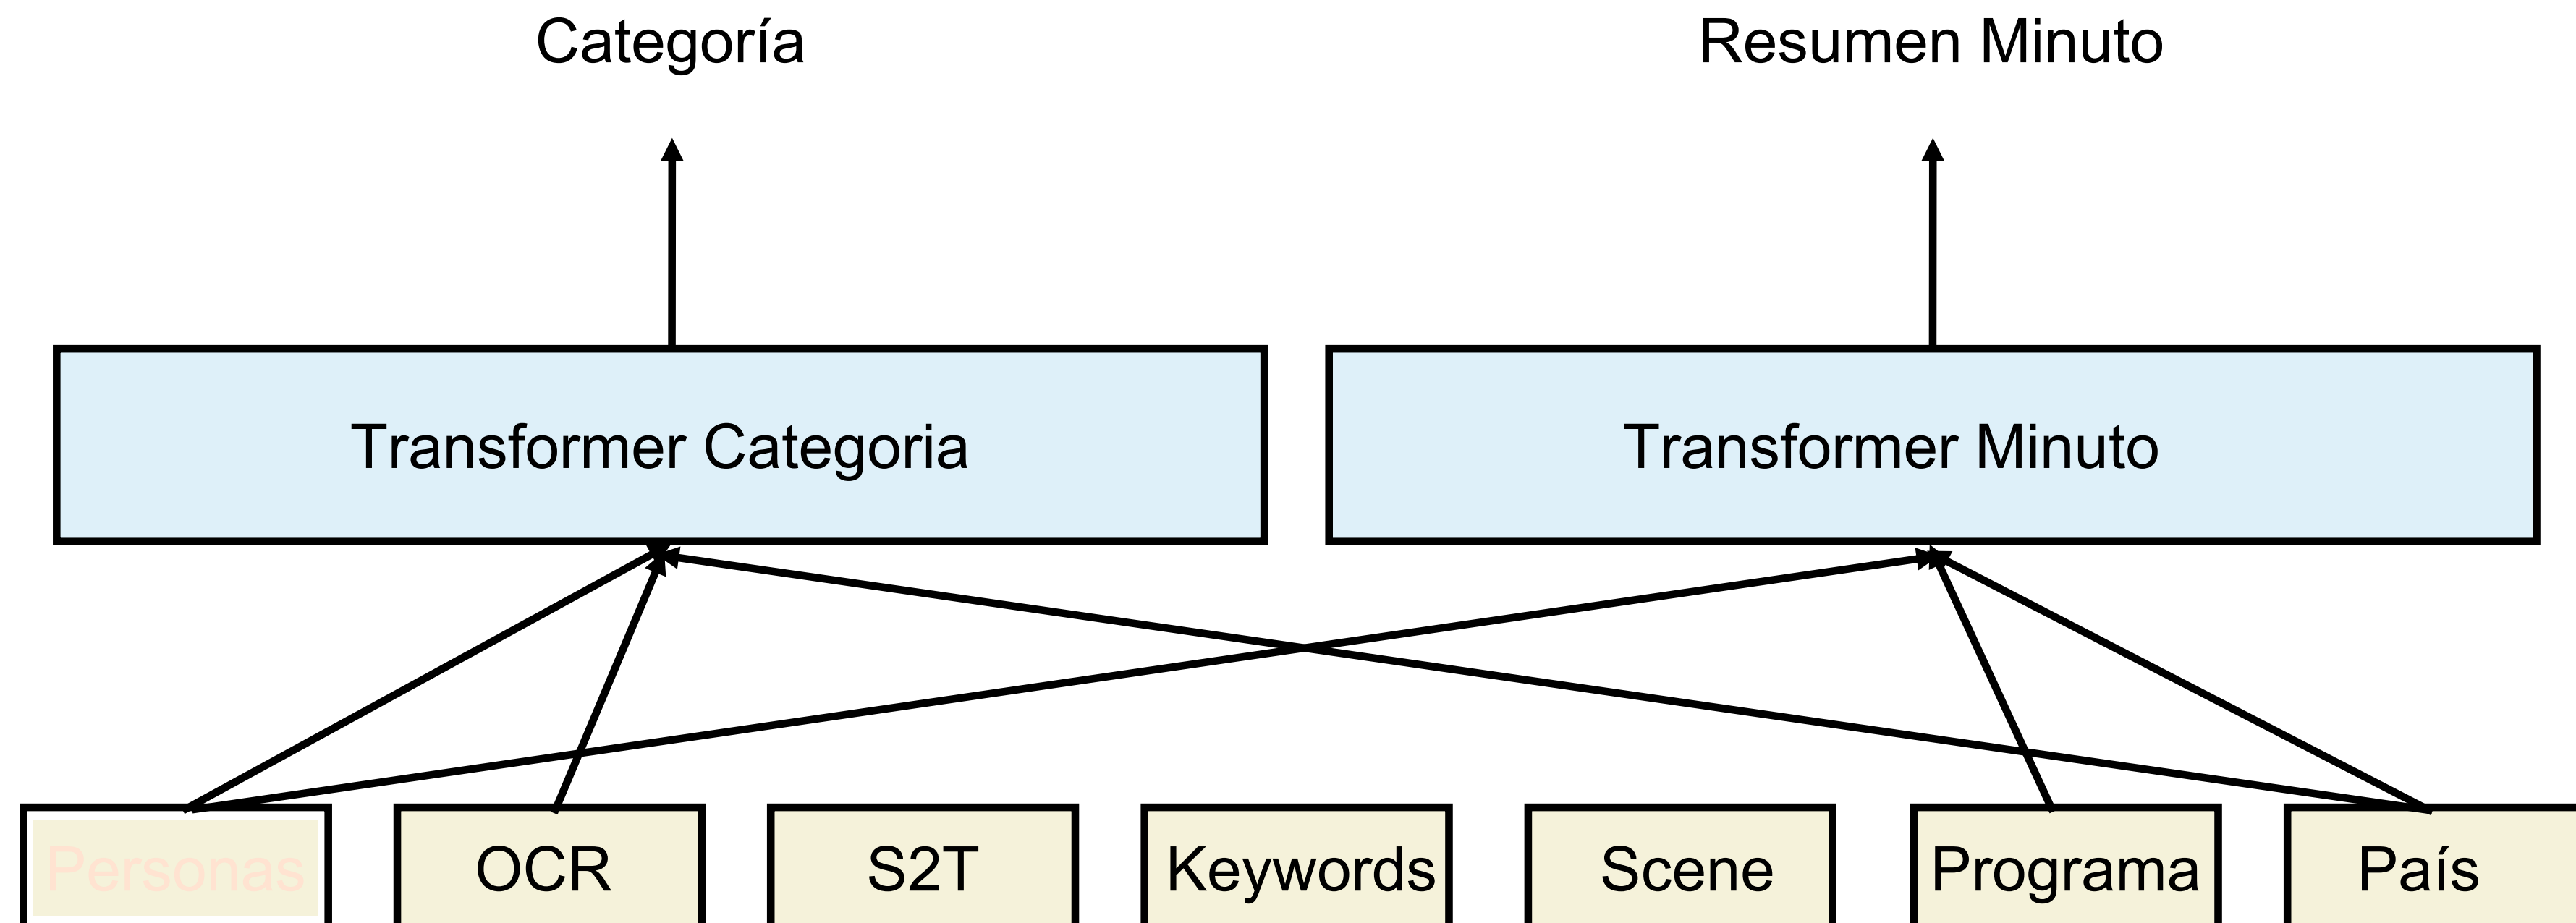 Categoría
Resumen Minuto
Transformer Categoria
Transformer Minuto
Personas
OCR
S2T
Keywords
Scene
Programa
País